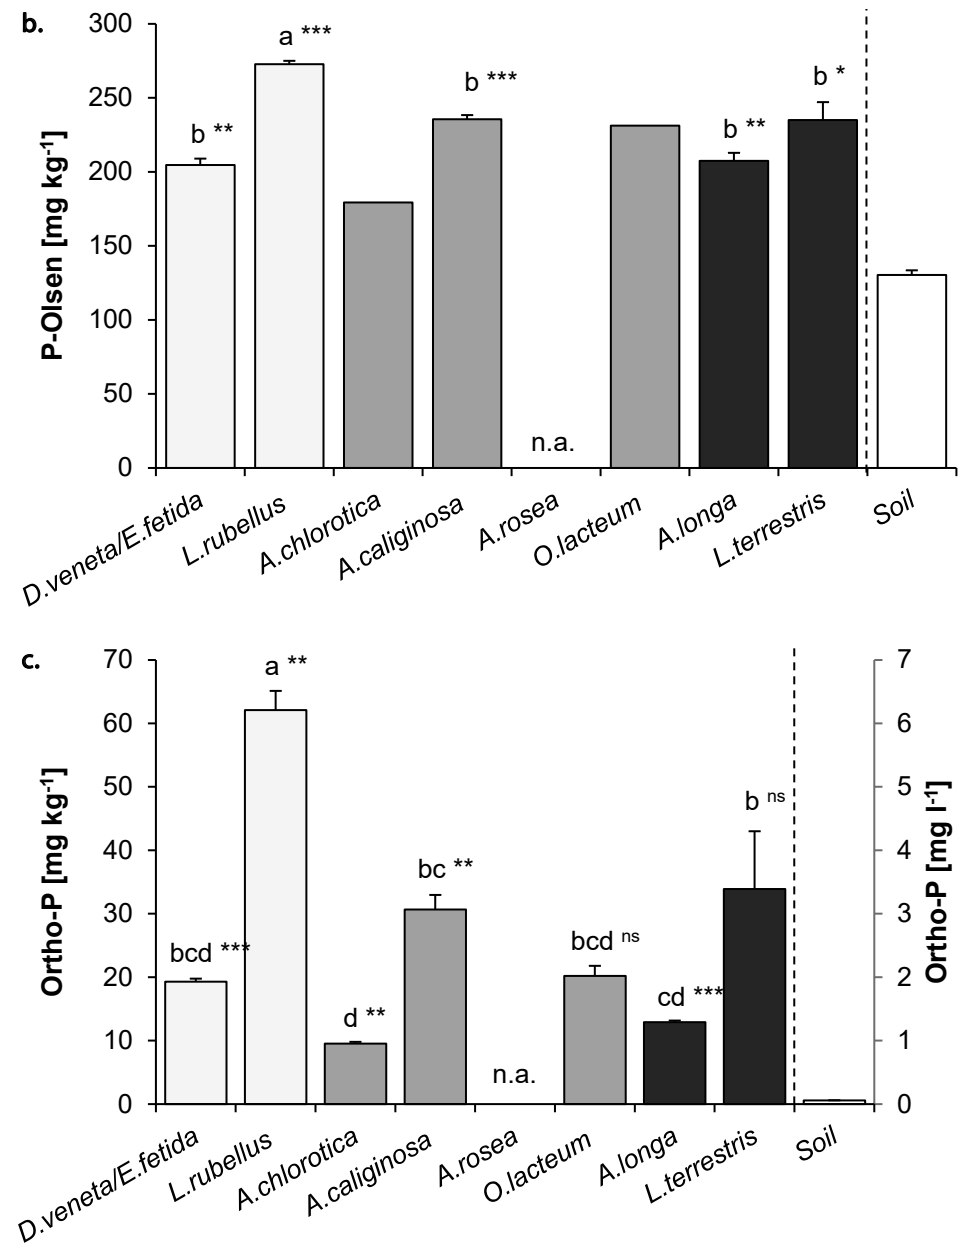 b.
P-Olsen [mg kg⁻¹]
300
250
200
150
100
50
0
b **
a ***
b ***
n.a.
b **
b *
D.veneta/E.fetida
L.rubellus
A.chlorotica
A.caliginosa
A.rosea
O.lacteum
A.longa
L.terrestris
Soil
c.
Ortho-P [mg kg⁻¹]
70
60
50
40
30
20
10
0
bcd ***
a **
d **
bc **
n.a.
bcd ns
cd ***
b ns
7
6
5
4
3
2
1
0
Ortho-P [mg l⁻¹]
D.veneta/E.fetida
L.rubellus
A.chlorotica
A.caliginosa
A.rosea
O.lacteum
A.longa
L.terrestris
Soil